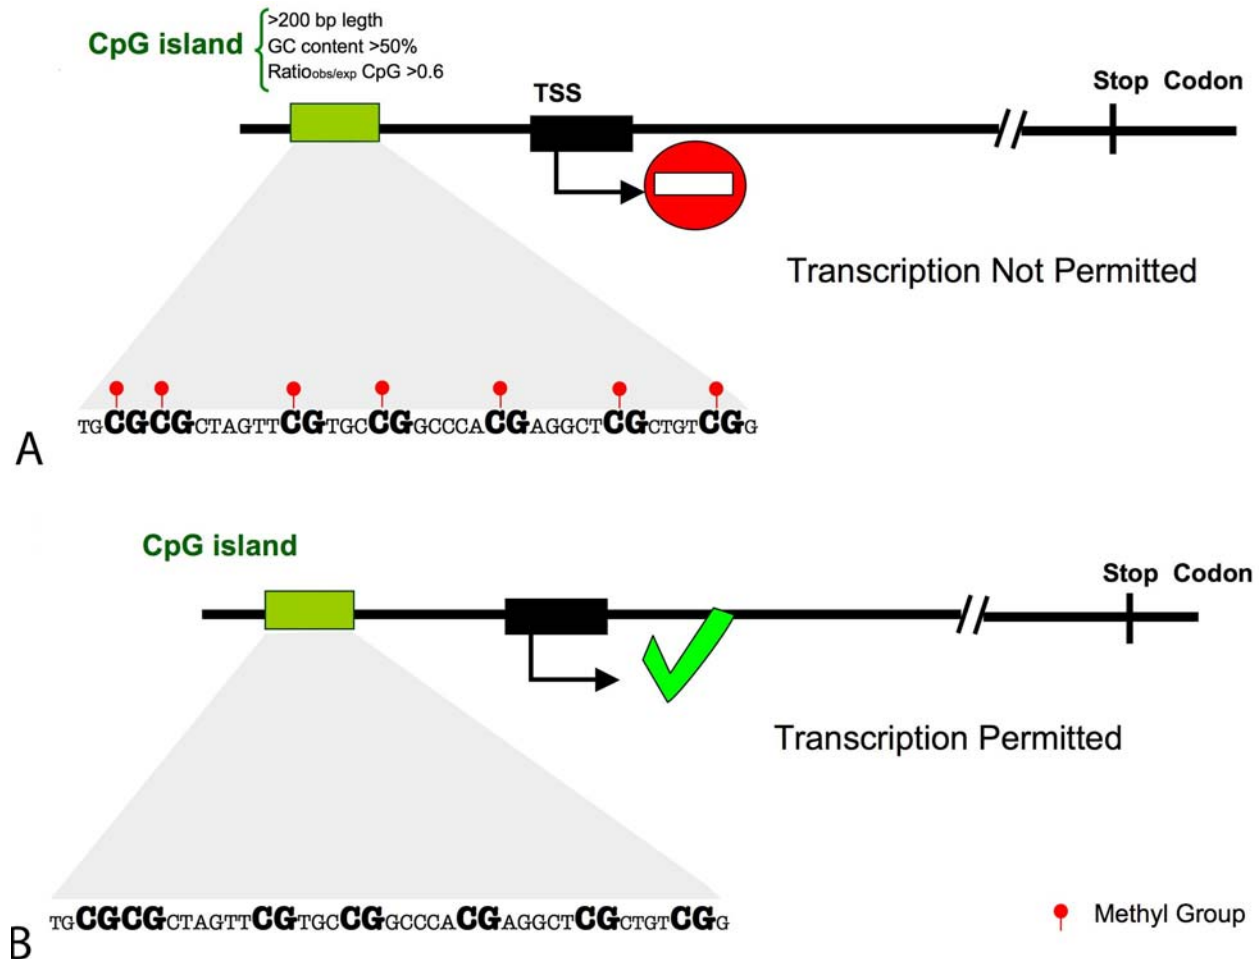 CpG island
>200 bp legth
GC content >50%
Ratioobs/exp CpG >0.6
TSS
Stop Codon
Transcription Not Permitted
TGCGCGCTAGTTCGTGCCGGCCCACGAGGCTCGCTGTCGG
A
CpG island
Stop Codon
Transcription Permitted
TGCGCGCTAGTTCGTGCCGGCCCACGAGGCTCGCTGTCGG
Methyl Group
B